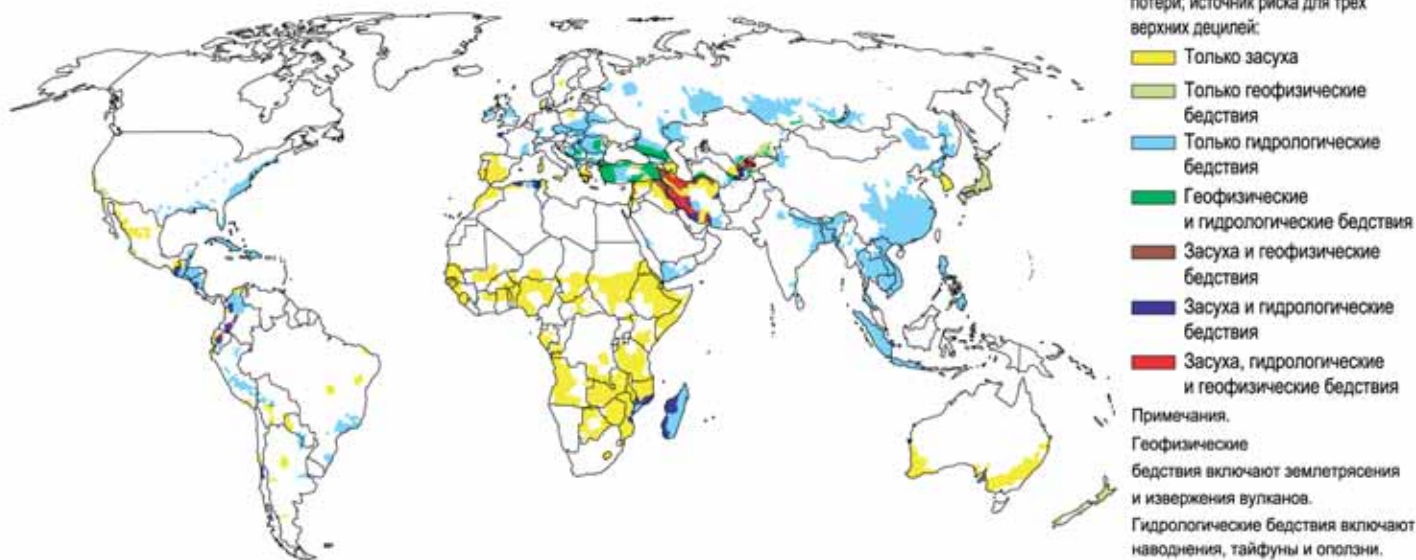 потери; источник риска для трех
верхних децилей:
Только засуха
Только геофизические
бедствия
Только гидрологические
бедствия
Геофизические
и гидрологические бедствия
Засуха и геофизические
бедствия
Засуха и гидрологические
бедствия
Засуха, гидрологические
и геофизические бедствия
Примечания.
Геофизические
бедствия включают землетрясения
и извержения вулканов.
Гидрологические бедствия включают
наводнения, тайфуны и оползни.